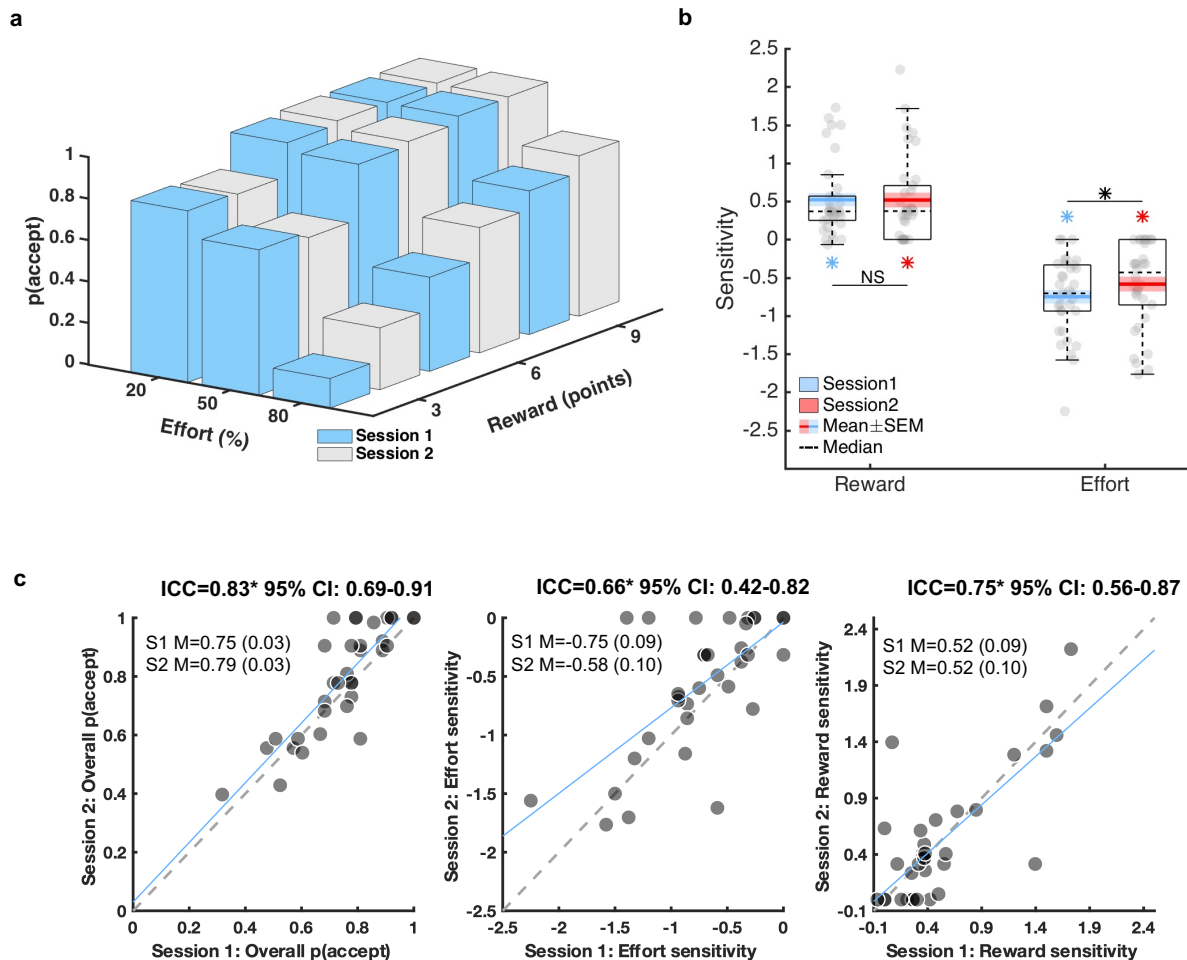 a
1
0.8
0.6
0.4
0.2
0
p(accept)
20
50
80
Effort (%)
3
6
9
Reward (points)
Session 1
Session 2
b
2.5
2
1.5
1
0.5
0
-0.5
-1
-1.5
-2
-2.5
Sensitivity
NS
*
Session1
Session2
Mean±SEM
Median
Reward
Effort
c
ICC=0.83* 95% CI: 0.69-0.91
S1 M=0.75 (0.03)
S2 M=0.79 (0.03)
1
0.8
0.6
0.4
0.2
0
Session 2: Overall p(accept)
0 0.2 0.4 0.6 0.8 1
Session 1: Overall p(accept)
ICC=0.66* 95% CI: 0.42-0.82
S1 M=-0.75 (0.09)
S2 M=-0.58 (0.10)
0
-0.5
-1
-1.5
-2
-2.5
Session 2: Effort sensitivity
-2.5 -2 -1.5 -1 -0.5 0
Session 1: Effort sensitivity
ICC=0.75* 95% CI: 0.56-0.87
S1 M=0.52 (0.09)
S2 M=0.52 (0.10)
2.4
1.9
1.4
0.9
0.4
-0.1
Session 2: Reward sensitivity
-0.1 0.4 0.9 1.4 1.9 2.4
Session 1: Reward sensitivity